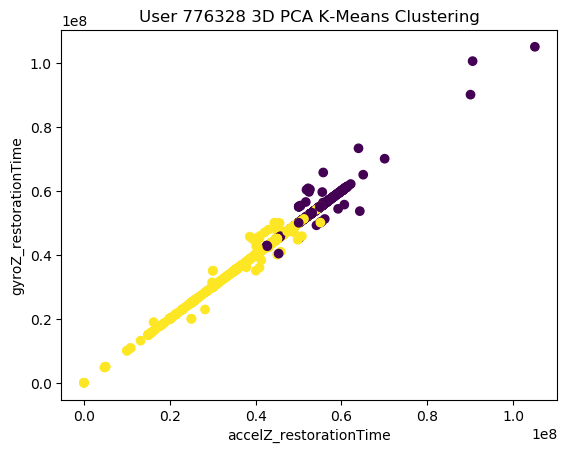 User 776328 3D PCA K-Means Clustering
1e8
1.0
0.8
0.6
0.4
0.2
0.0
gyroZ_restorationTime
0.0 0.2 0.4 0.6 0.8 1.0
1e8
accelZ_restorationTime